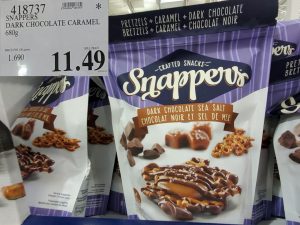 418737
SNAPPERS
DARK CHOCOLATE CARAMEL
680g
1.690
11.49
*
PRETZELS + CARAMEL + DARK CHOCOLATE
BRETZELS + CARAMEL + CHOCOLAT NOIR
CRAFTED SNACKS
Snappers
DARK CHOCOLATE SEA SALT
CHOCOLAT NOIR ET SEL DE MER